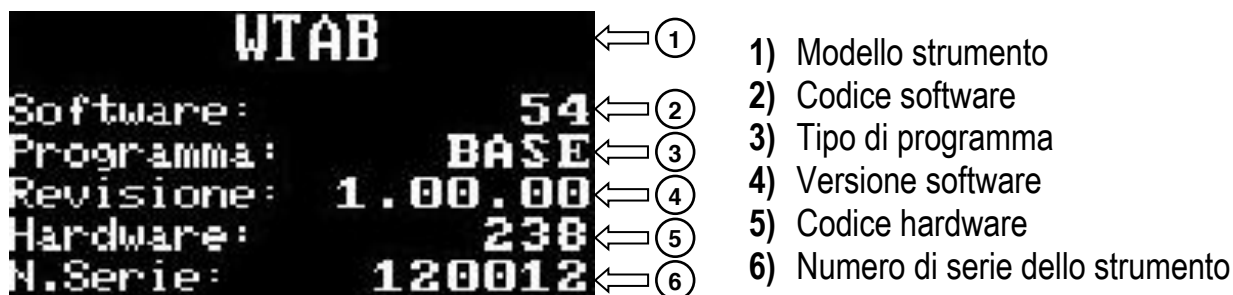 WTAB
1
Software: 54
2
Programma: BASE
3
Revisione: 1.00.00
4
Hardware: 238
5
N.Serie: 120012
6
1) Modello strumento
2) Codice software
3) Tipo di programma
4) Versione software
5) Codice hardware
6) Numero di serie dello strumento